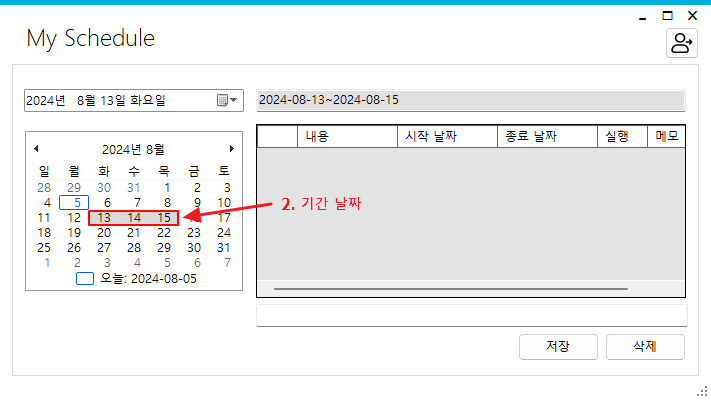 My Schedule
2024년 8월 13일 화요일
2024-08-13~2024-08-15
2024년 8월
일 월 화 수 목 금 토
28 29 30 31 1 2 3
4 5 6 7 8 9 10
11 12 13 14 15 17
18 19 20 21 22 23 24
25 26 27 28 29 30 31
1 2 3 4 5 6 7
오늘: 2024-08-05
2. 기간 날짜
내용 시작 날짜 종료 날짜 실행 메모
저장 삭제